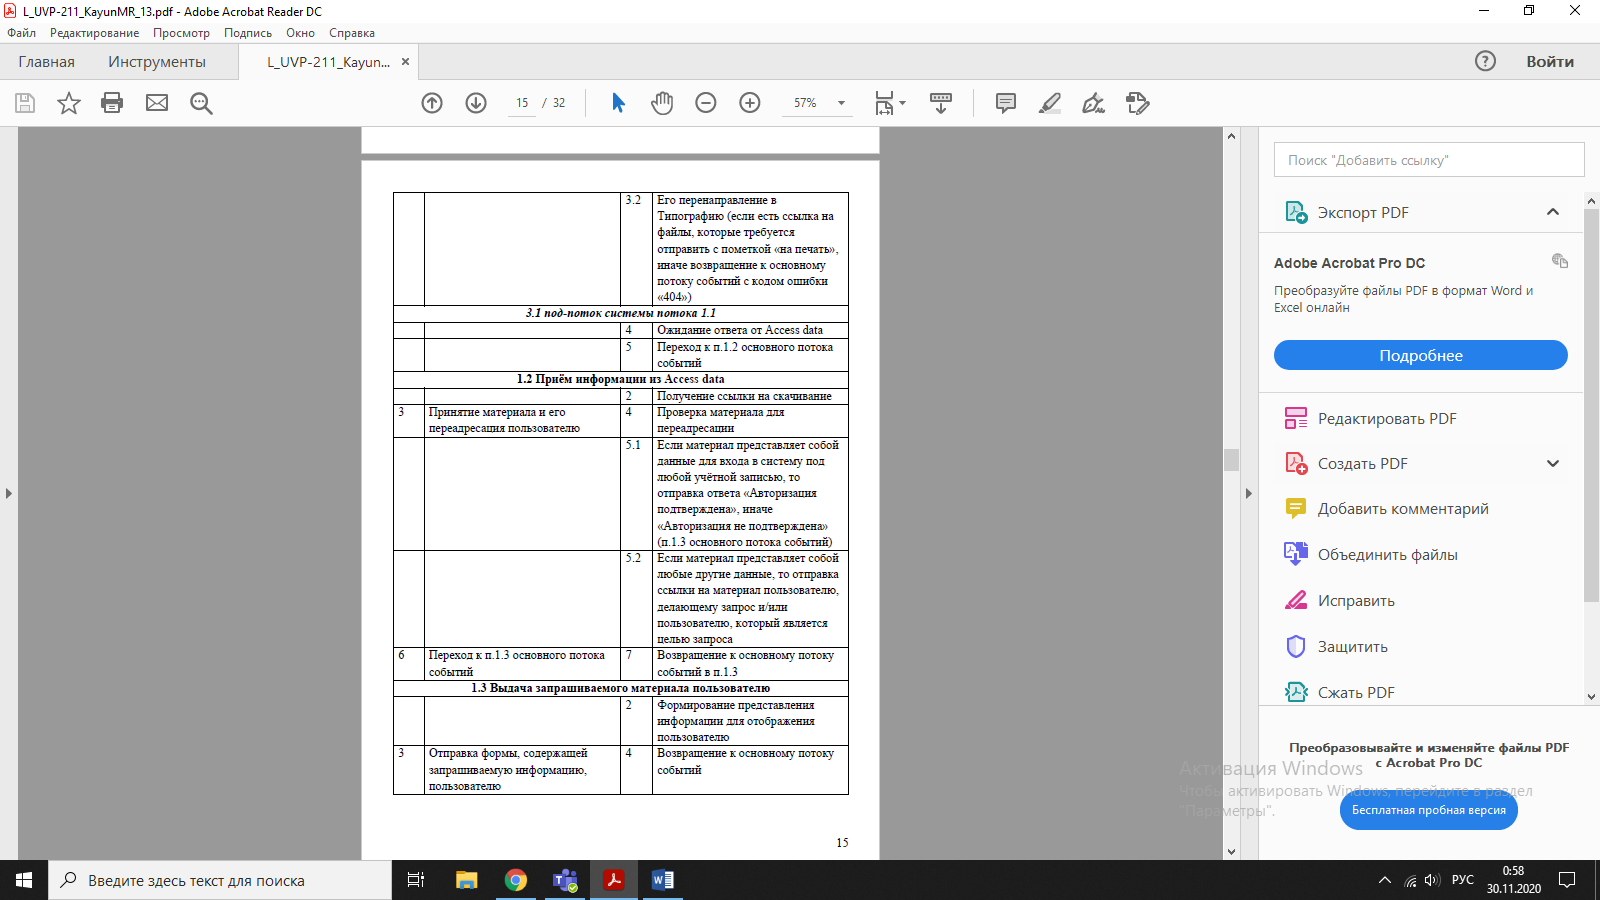 L_UVP-211_KayunMR_13.pdf - Adobe Acrobat Reader DC
Файл Редактирование Просмотр Подпись Окно Справка
Главная Инструменты L_UVP-211_Kayun... × Войти
15 / 32 57%
3.2 Его перенаправление в
Типографию (если есть ссылка на
файлы, которые требуется
отправить с пометкой «на печать»,
иначе возвращение к основному
потоку событий с кодом ошибки
«404»)
3.1 под-поток системы потока 1.1
4 Ожидание ответа от Access data
5 Переход к п.1.2 основного потока
событий
1.2 Приём информации из Access data
2 Получение ссылки на скачивание
3 Принятие материала и его 4 Проверка материала для
переадресация пользователю переадресации
5.1 Если материал представляет собой
данные для входа в систему под
любой учётной записью, то
отправка ответа «Авторизация
подтверждена», иначе
«Авторизация не подтверждена»
(п.1.3 основного потока событий)
5.2 Если материал представляет собой
любые другие данные, то отправка
ссылки на материал пользователю,
делающему запрос и/или
пользователю, который является
целью запроса
6 Переход к п.1.3 основного потока 7 Возвращение к основному потоку
событий событий в п.1.3
1.3 Выдача запрашиваемого материала пользователю
2 Формирование представления
информации для отображения
пользователю
3 Отправка формы, содержащей 4 Возвращение к основному потоку
запрашиваемую информацию, событий
пользователю
15
Поиск "Добавить ссылку"
Экспорт PDF
Adobe Acrobat Pro DC
Преобразуйте файлы PDF в формат Word и
Excel онлайн
Подробнее
Редактировать PDF
Создать PDF
Добавить комментарий
Объединить файлы
Исправить
Защитить
Сжать PDF
Преобразовывайте и изменяйте файлы PDF
с Acrobat Pro DC
Бесплатная пробная версия
Активация Windows
Чтобы активировать Windows, перейдите в раздел
"Параметры".
Введите здесь текст для поиска
РУС 0:58
30.11.2020